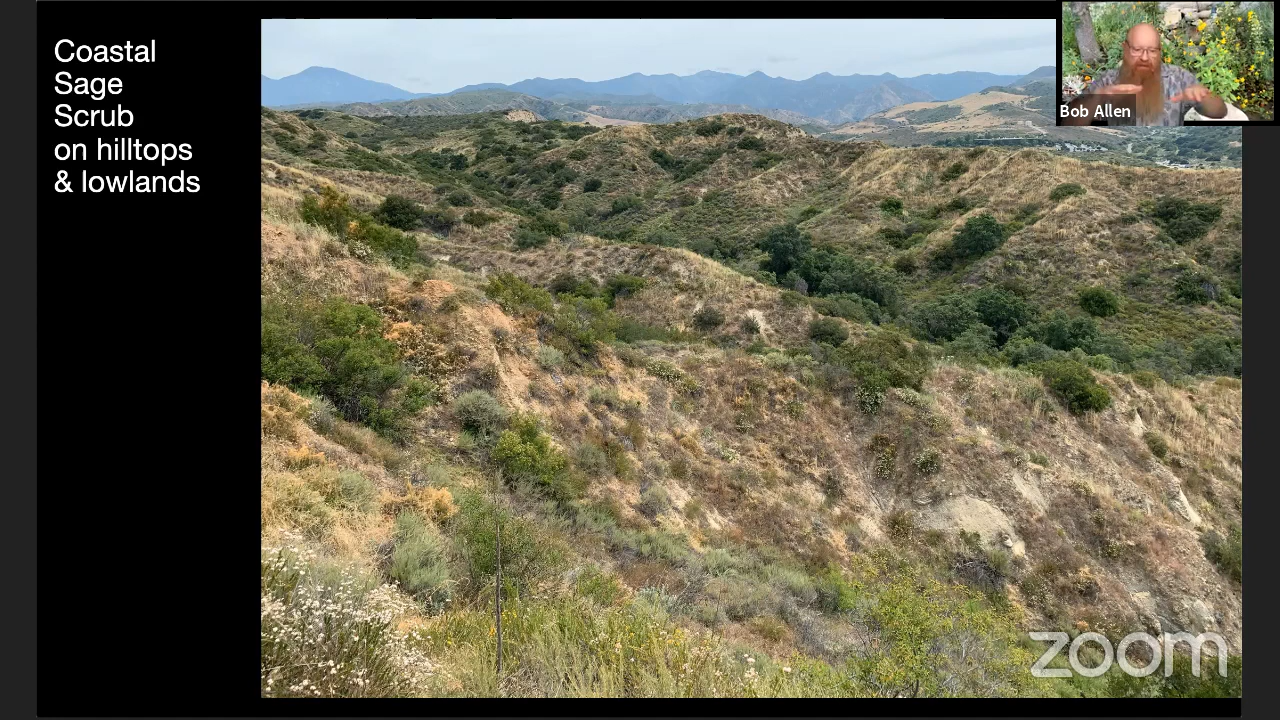 Coastal
Sage
Scrub
on hilltops
& lowlands
Bob Allen
zoom